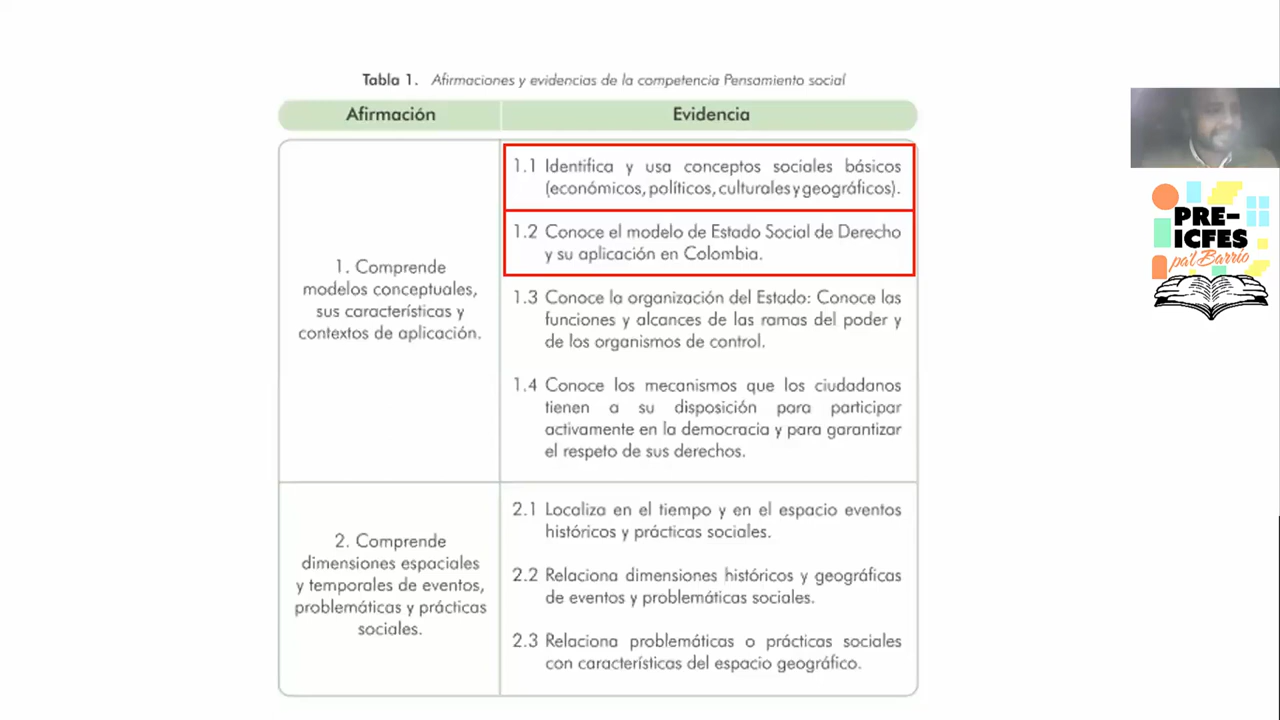 Tabla 1. Afirmaciones y evidencias de la competencia Pensamiento social
Afirmación
Evidencia
1. Comprende
modelos conceptuales,
sus características y
contextos de aplicación.
1.1 Identifica y usa conceptos sociales básicos
(económicos, políticos, culturales y geográficos).
1.2 Conoce el modelo de Estado Social de Derecho
y su aplicación en Colombia.
1.3 Conoce la organización del Estado: Conoce las
funciones y alcances de las ramas del poder y
de los organismos de control.
1.4 Conoce los mecanismos que los ciudadanos
tienen a su disposición para participar
activamente en la democracia y para garantizar
el respeto de sus derechos.
2. Comprende
dimensiones espaciales
y temporales de eventos,
problemáticas y prácticas
sociales.
2.1 Localiza en el tiempo y en el espacio eventos
históricos y prácticas sociales.
2.2 Relaciona dimensiones históricos y geográficas
de eventos y problemáticas sociales.
2.3 Relaciona problemáticas o prácticas sociales
con características del espacio geográfico.
PRE-
ICFES
pa'l Barrio